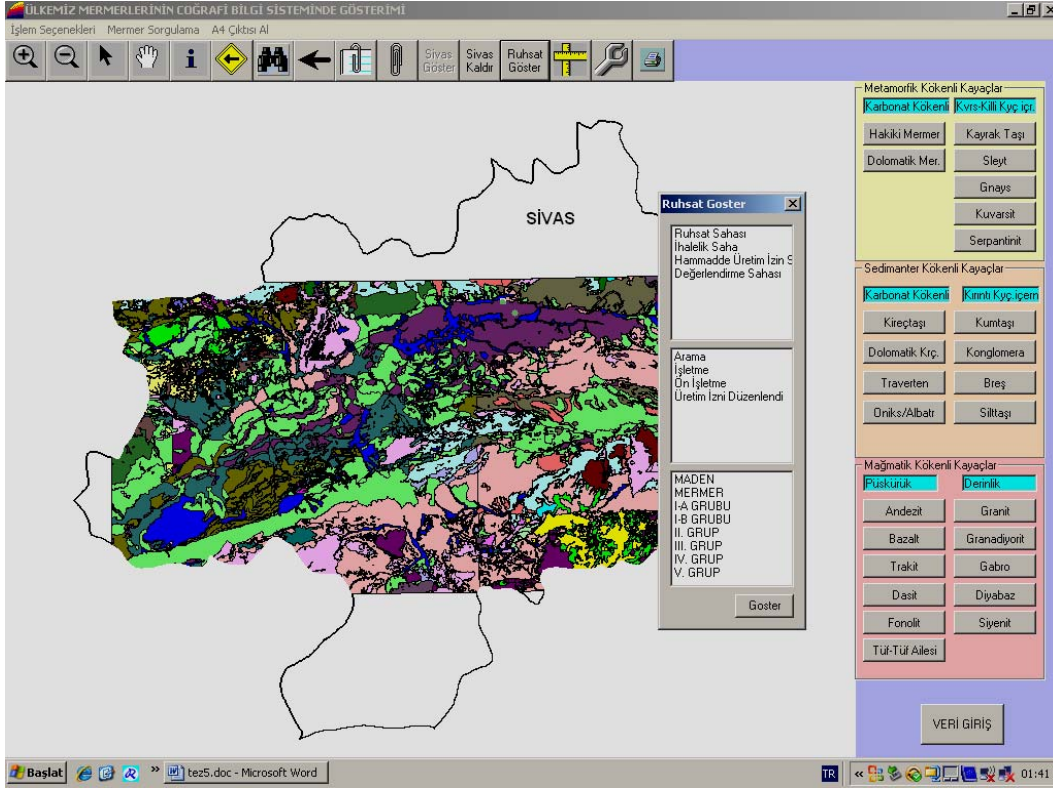 ÜLKEMİZ MERMERLERİNİN COĞRAFİ BİLGİ SİSTEMİNDE GÖSTERİMİ
İşlem Seçenekleri Mermer Sorgulama A4 Çıktısı Al
Sivas Göster
Sivas Kaldır
Ruhsat Göster
SİVAS
Ruhsat Goster
Ruhsat Sahası
İhalelik Saha
Hammadde Üretim İzin S
Değerlendirme Sahası
Arama
İşletme
Ön İşletme
Üretim İzni Düzenlendi
MADEN
MERMER
I-A GRUBU
I-B GRUBU
II. GRUP
III. GRUP
IV. GRUP
V. GRUP
Goster
Metamorfik Kökenli Kayaçlar
Karbonat Kökenli Kvrs-Killi Kyç.içr.
Hakiki Mermer Kayrak Taşı
Dolomatik Mer. Sleyt
Gnays
Kuvarsit
Serpantinit
Sedimanter Kökenli Kayaçlar
Karbonat Kökenli Kırıntı Kyç.içern
Kireçtaşı Kumtaşı
Dolomatik Krç. Konglomera
Traverten Breş
Oniks/Albatr Silttaşı
Mağmatik Kökenli Kayaçlar
Püskürük Derinlik
Andezit Granit
Bazalt Granadiyorit
Trakit Gabro
Dasit Diyabaz
Fonolit Siyenit
Tüf-Tüf Ailesi
VERİ GİRİŞ
Başlat tez5.doc - Microsoft Word TR 01:41